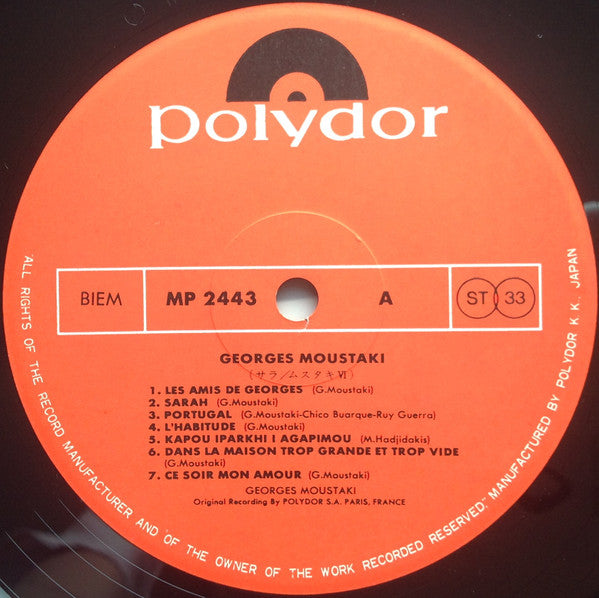 polydor
BIEM MP 2443 A ST 33
GEORGES MOUSTAKI
(サラ/ムスタキⅥ)
1. LES AMIS DE GEORGES (G.Moustaki)
2. SARAH (G.Moustaki)
3. PORTUGAL (G.Moustaki-Chico Buarque-Ruy Guerra)
4. L'HABITUDE (G.Moustaki)
5. KAPOU IPARKHI I AGAPIMOU (M.Hadjidakis)
6. DANS LA MAISON TROP GRANDE ET TROP VIDE
(G.Moustaki)
7. CE SOIR MON AMOUR (G.Moustaki)
GEORGES MOUSTAKI
Original Recording By POLYDOR S.A. PARIS, FRANCE
"ALL RIGHTS OF THE RECORD MANUFACTURER AND OF THE OWNER OF THE WORK RECORDED RESERVED." MANUFACTURED BY POLYDOR K.K. JAPAN